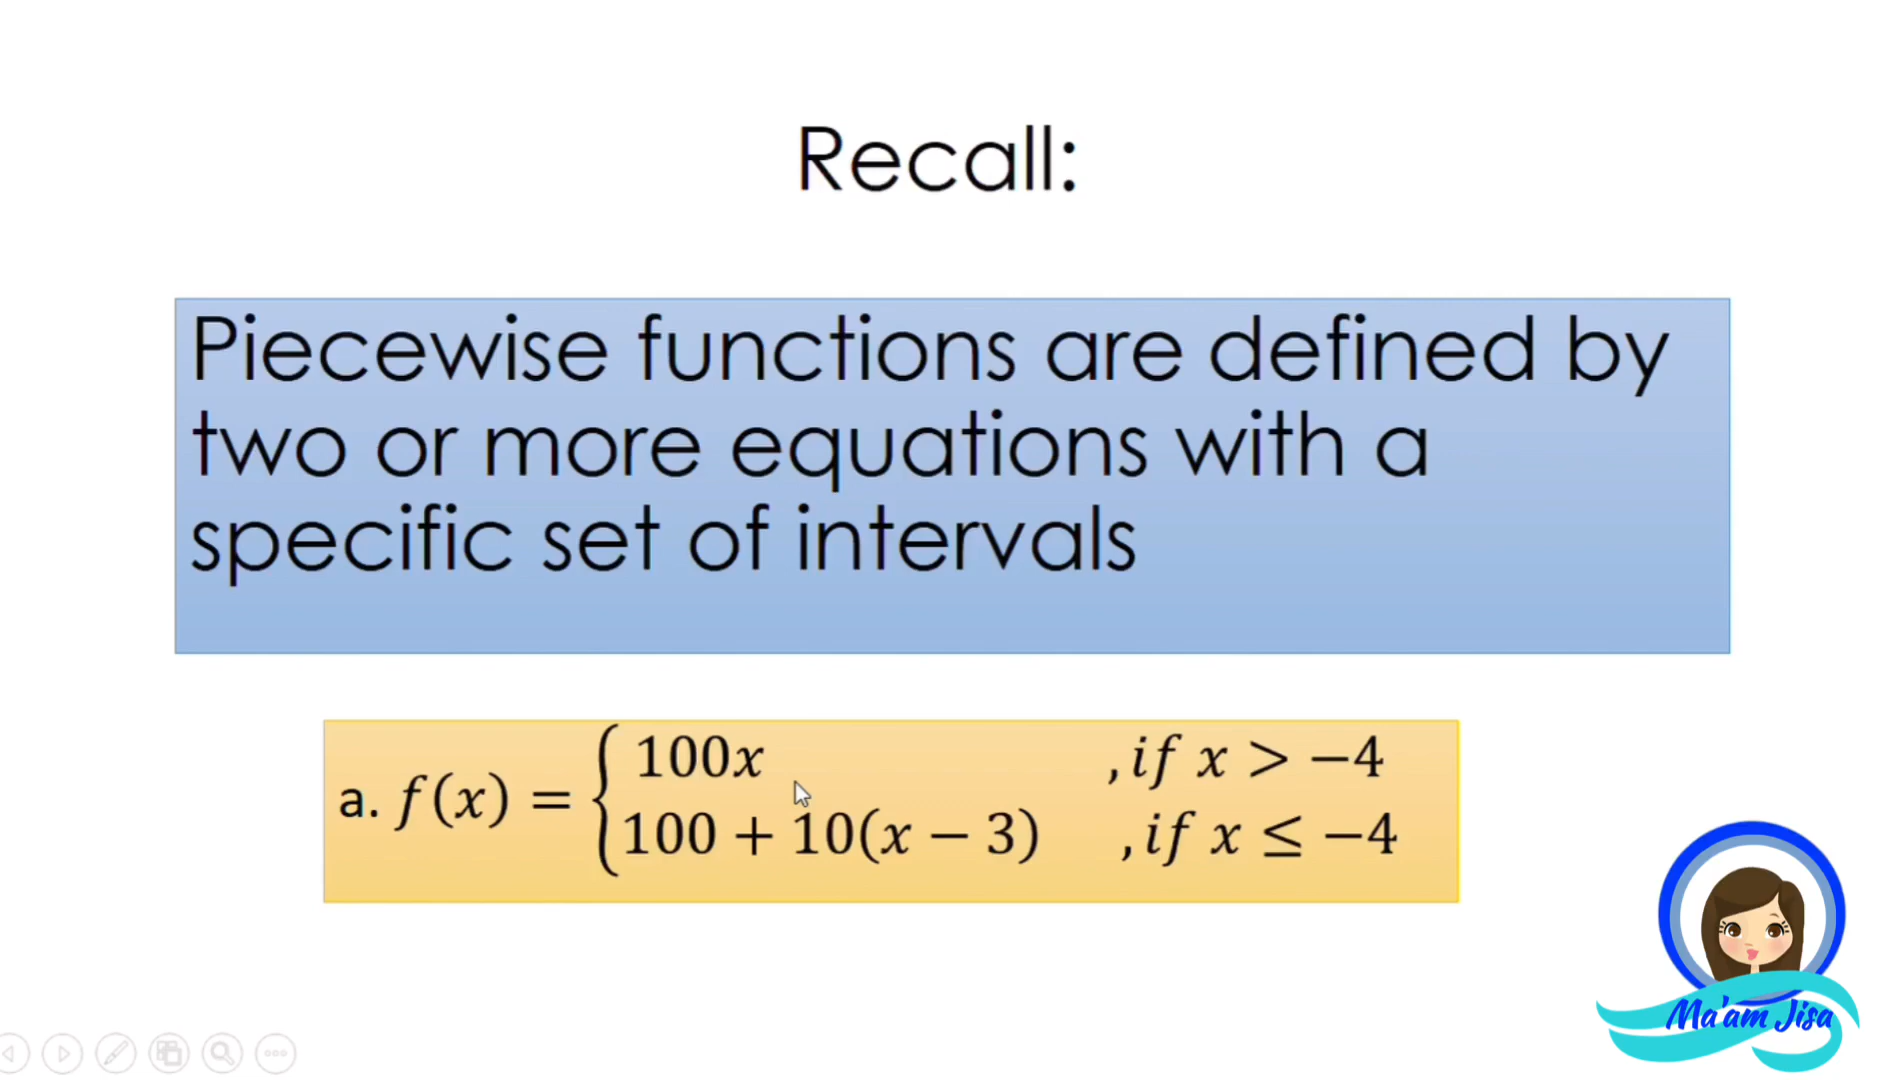 Recall:
Piecewise functions are defined by
two or more equations with a
specific set of intervals
a. f(x) = { 100x , if x > −4
100 + 10(x − 3) , if x ≤ −4
Ma'am Jisa